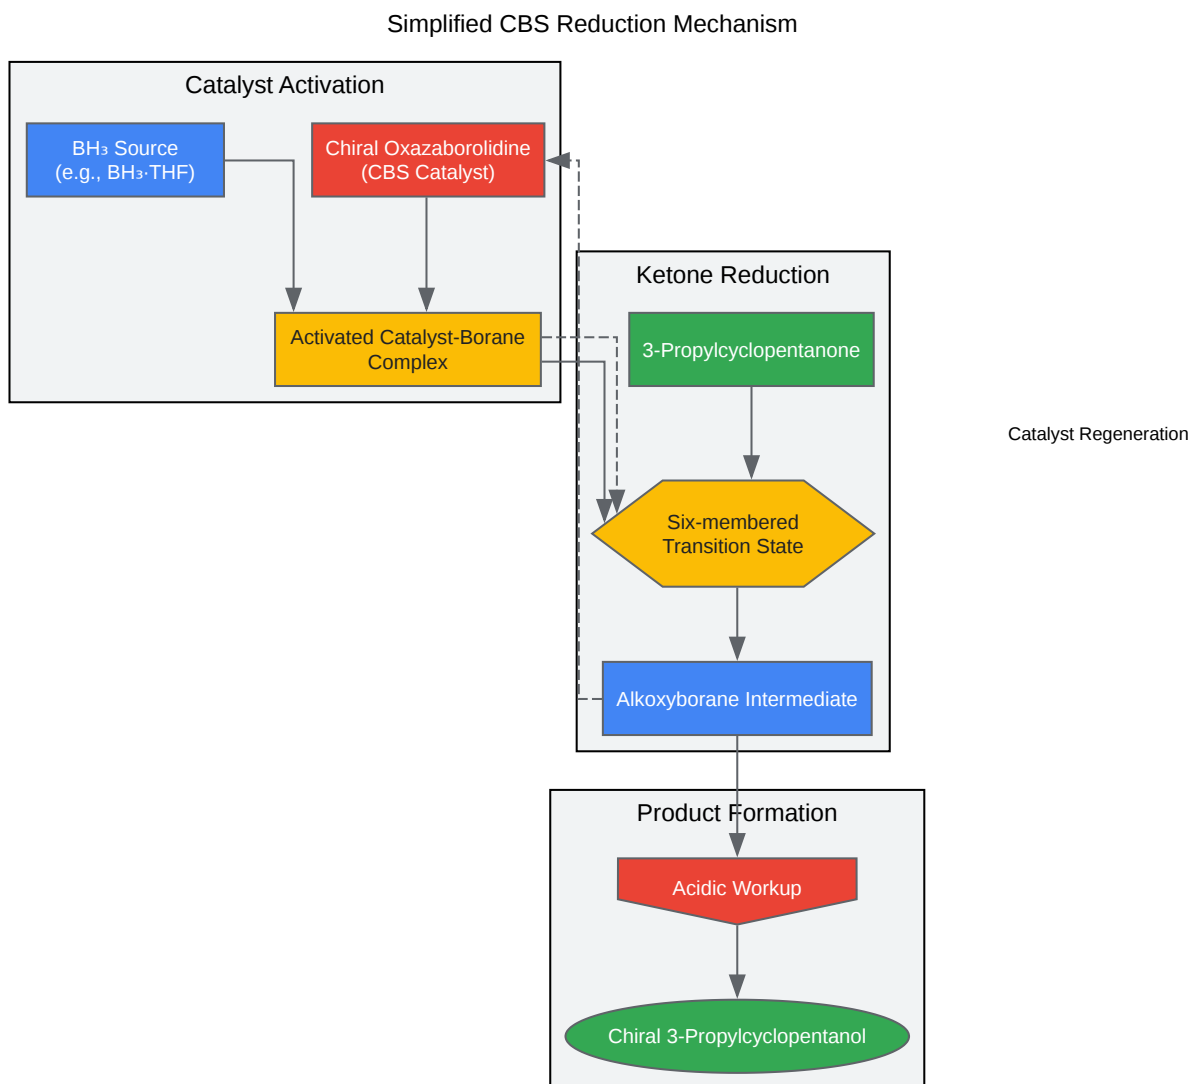 Simplified CBS Reduction Mechanism
Catalyst Activation
BH₃ Source
(e.g., BH₃·THF)
Chiral Oxazaborolidine
(CBS Catalyst)
Activated Catalyst-Borane
Complex
Ketone Reduction
3-Propylcyclopentanone
Catalyst Regeneration
Six-membered
Transition State
Alkoxyborane Intermediate
Product Formation
Acidic Workup
Chiral 3-Propylcyclopentanol